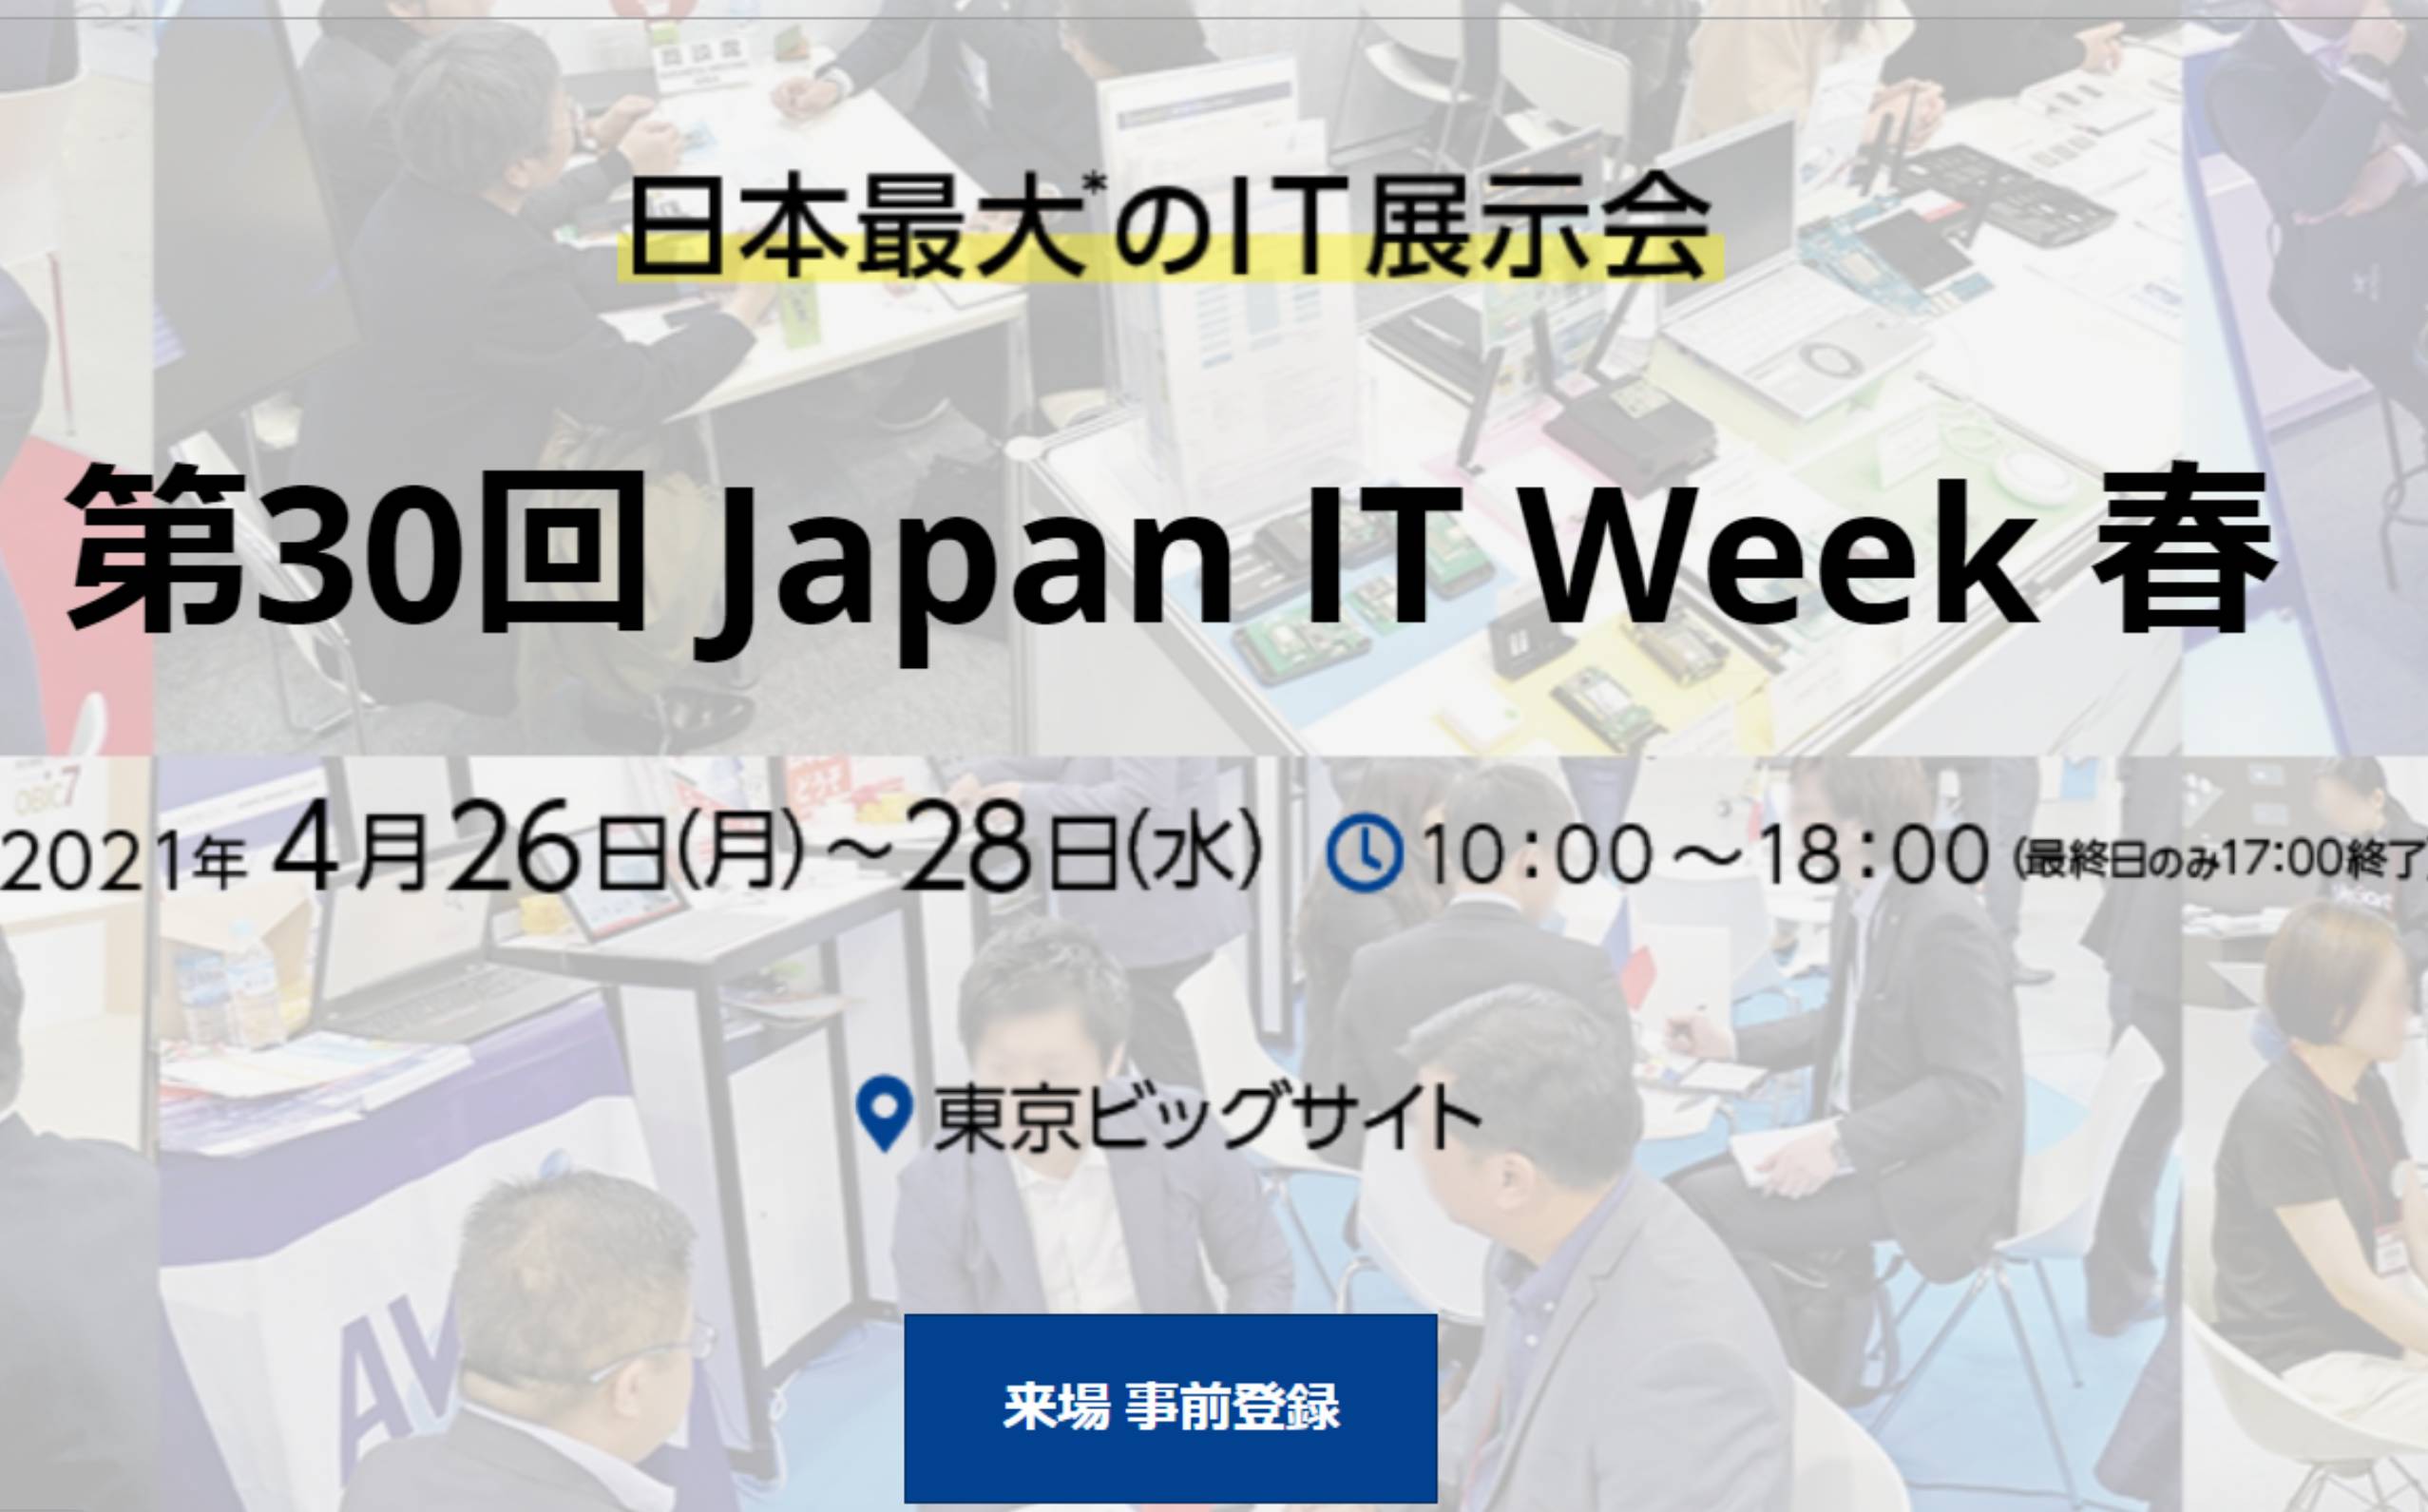 日本最大*のIT展示会
第30回 Japan IT Week 春
2021年 4月26日(月)～28日(水) 10:00～18:00 (最終日のみ17:00終了)
東京ビッグサイト
来場 事前登録
OBIC7
AV